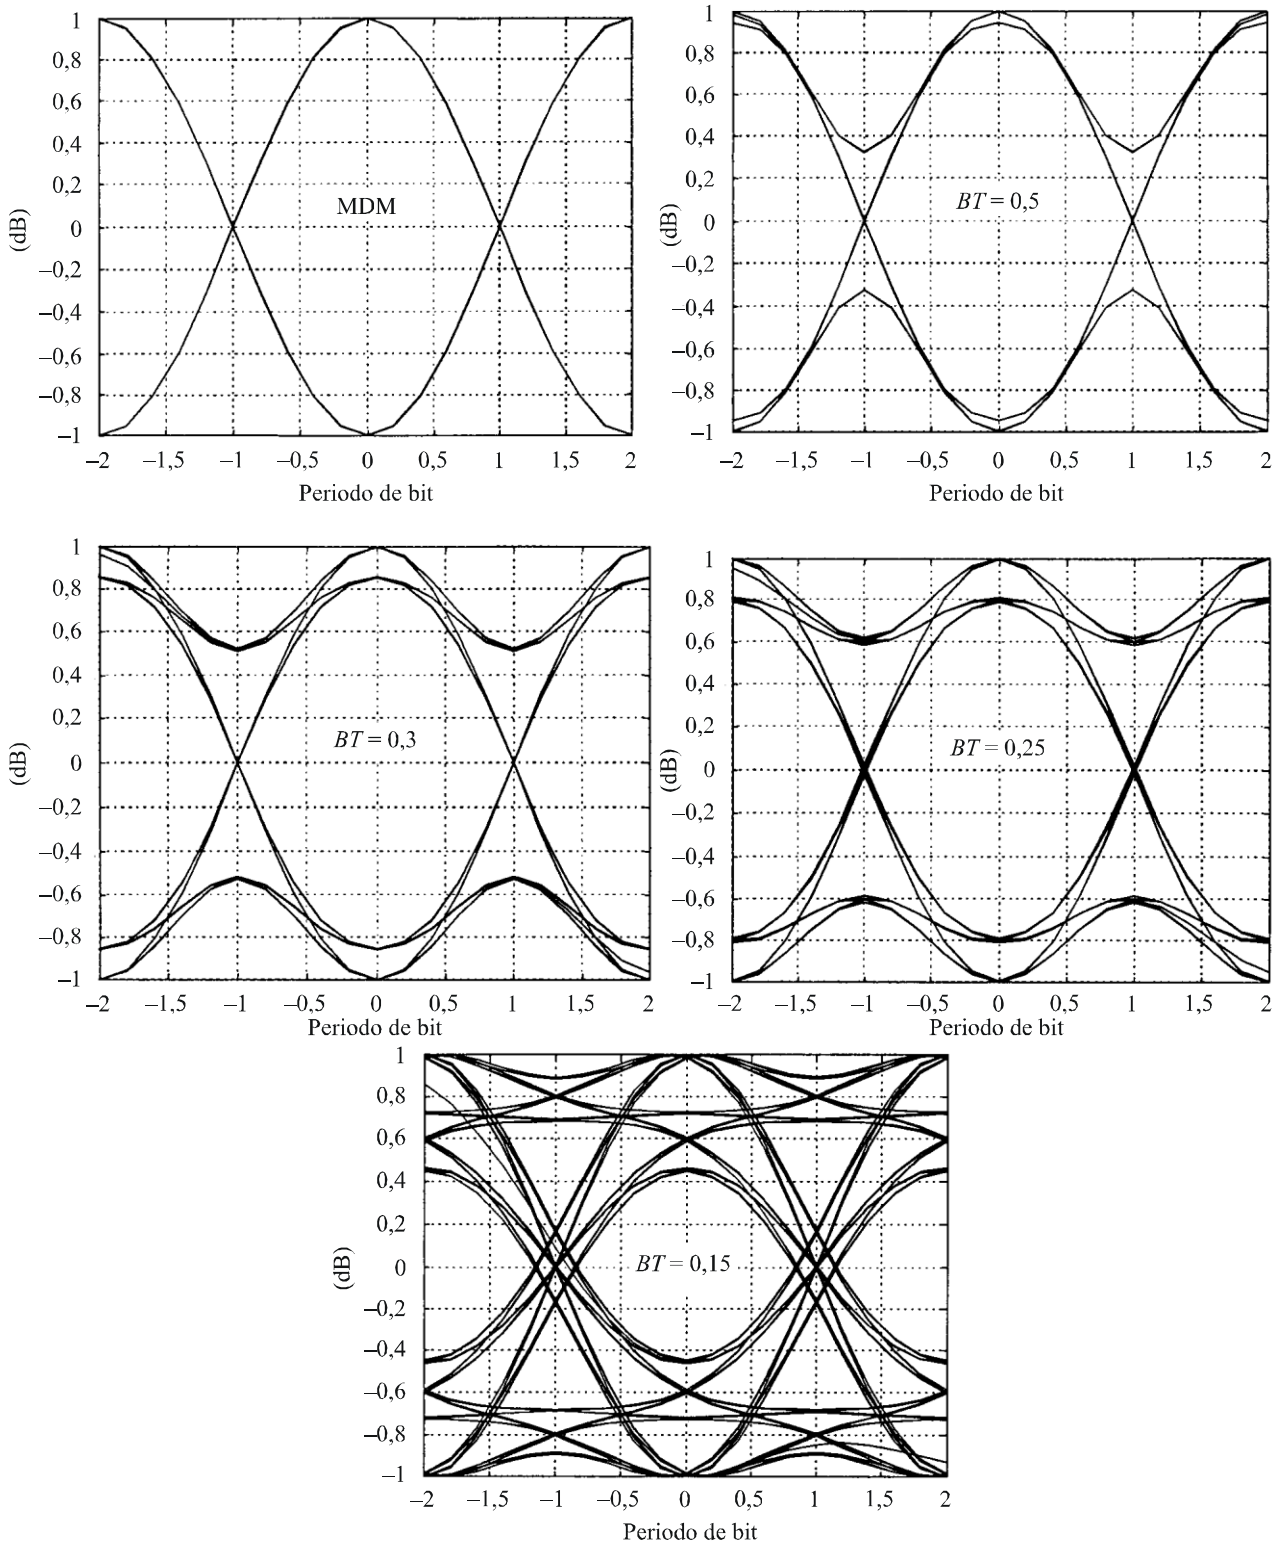 1
0,8
0,6
0,4
0,2
0
–0,2
–0,4
–0,6
–0,8
–1
(dB)
MDM
–2 –1,5 –1 –0,5 0 0,5 1 1,5 2
Periodo de bit
1
0,8
0,6
0,4
0,2
0
–0,2
–0,4
–0,6
–0,8
–1
(dB)
BT = 0,5
–2 –1,5 –1 –0,5 0 0,5 1 1,5 2
Periodo de bit
1
0,8
0,6
0,4
0,2
0
–0,2
–0,4
–0,6
–0,8
–1
(dB)
BT = 0,3
–2 –1,5 –1 –0,5 0 0,5 1 1,5 2
Periodo de bit
1
0,8
0,6
0,4
0,2
0
–0,2
–0,4
–0,6
–0,8
–1
(dB)
BT = 0,25
–2 –1,5 –1 –0,5 0 0,5 1 1,5 2
Periodo de bit
1
0,8
0,6
0,4
0,2
0
–0,2
–0,4
–0,6
–0,8
–1
(dB)
BT = 0,15
–2 –1,5 –1 –0,5 0 0,5 1 1,5 2
Periodo de bit